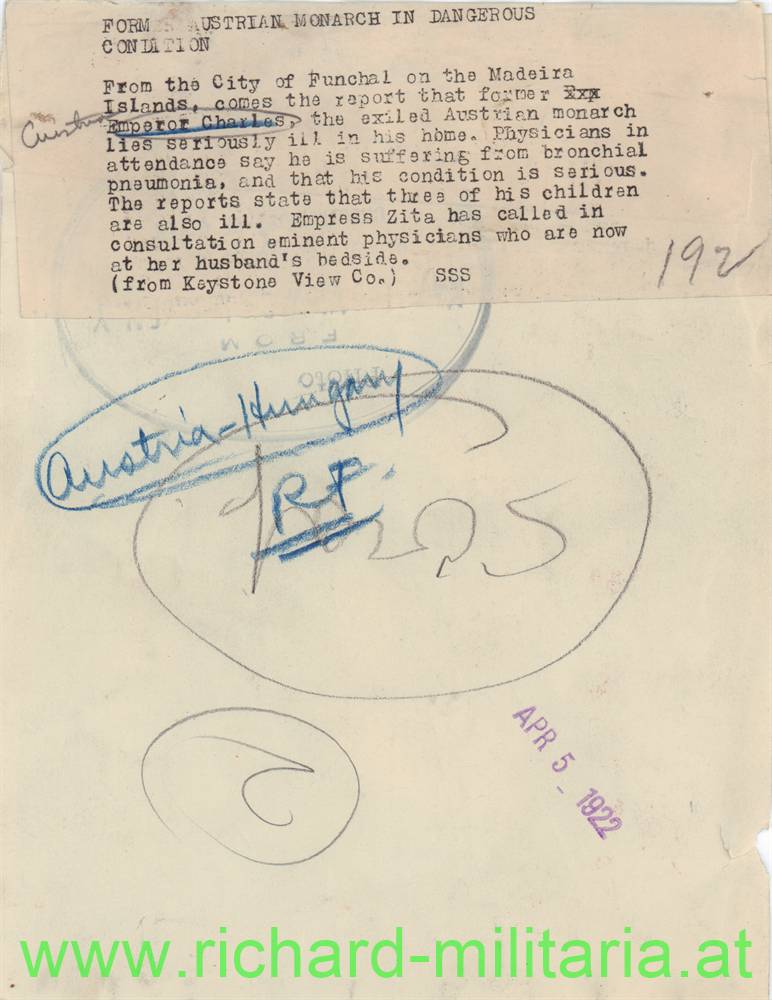 FORMER AUSTRIAN MONARCH IN DANGEROUS
CONDITION
From the City of Funchal on the Madeira
Islands, comes the report that former Exx
Emperor Charles, the exiled Austrian monarch
lies seriously ill in his home. Physicians in
attendance say he is suffering from bronchial
pneumonia, and that his condition is serious.
The reports state that three of his children
are also ill. Empress Zita has called in
consultation eminent physicians who are now
at her husband's bedside.
(from Keystone View Co.) SSS
Austria
192
FROM
PHOTO
Austria-Hungary
R.F.
APR 5 1922
www.richard-militaria.at